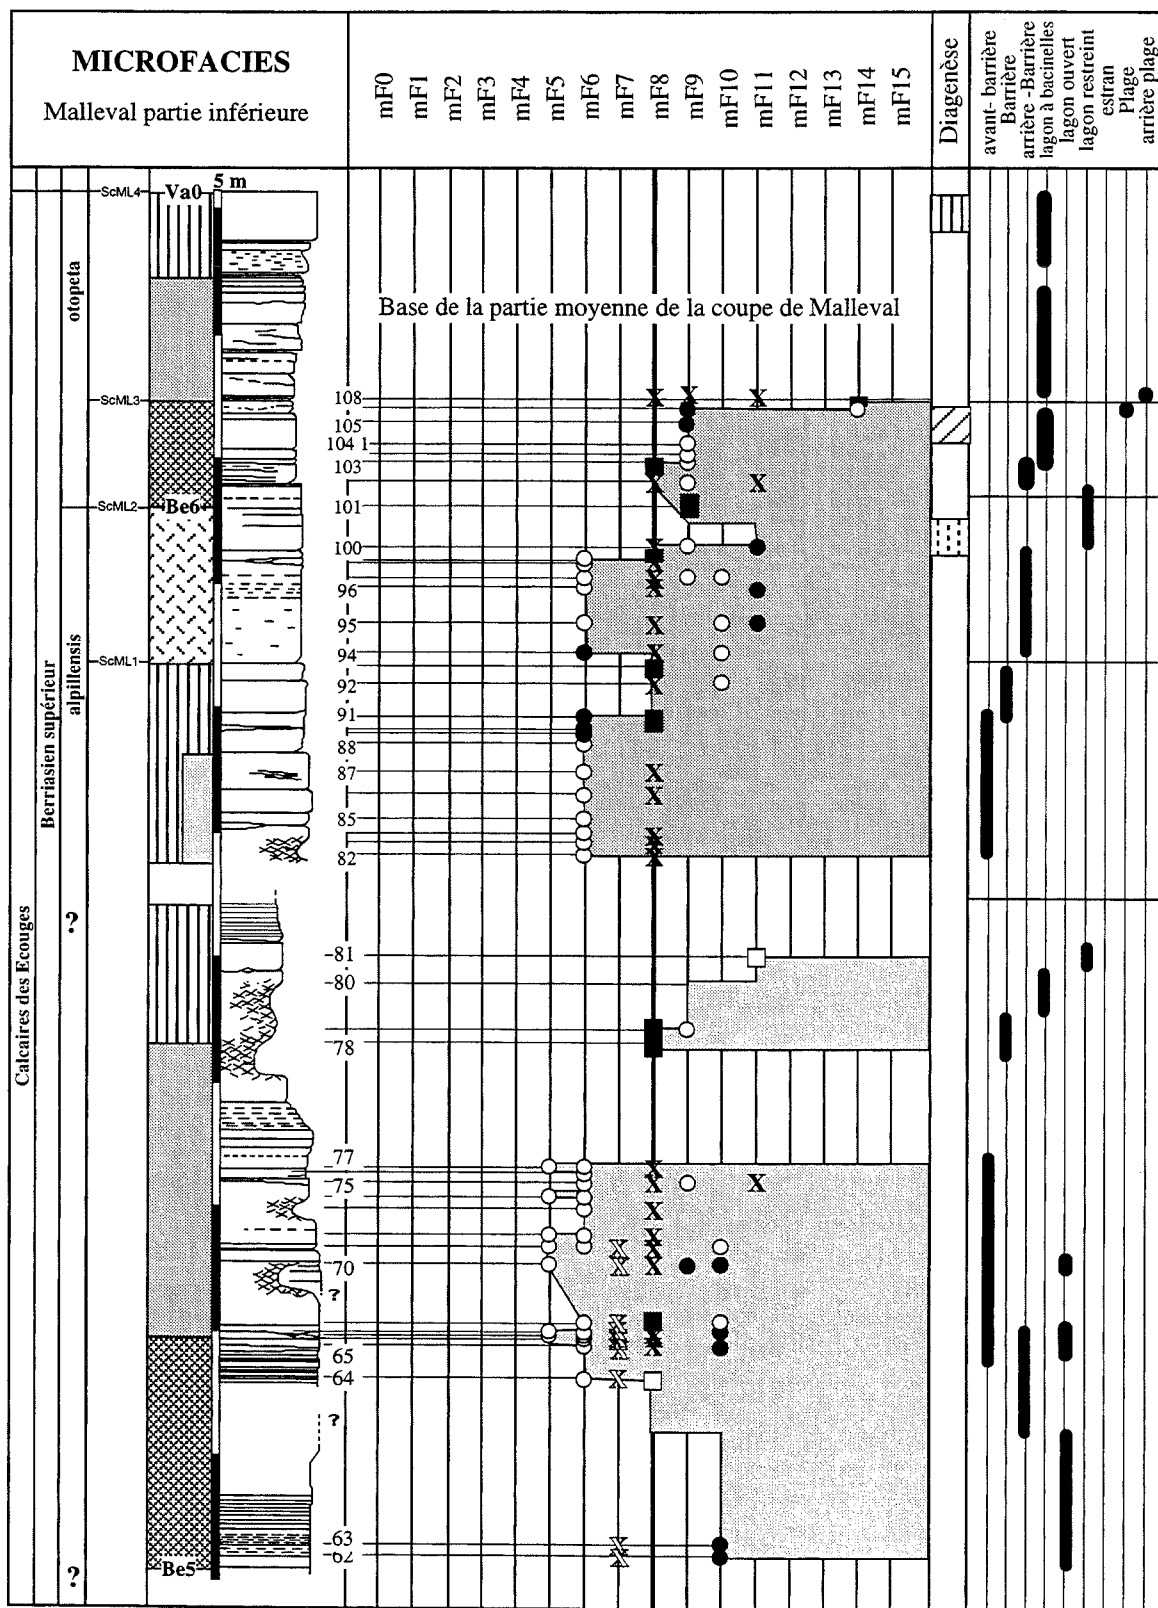 MICROFACIES
Malleval partie inférieure
mF0
mF1
mF2
mF3
mF4
mF5
mF6
mF7
mF8
mF9
mF10
mF11
mF12
mF13
mF14
mF15
Diagenèse
avant- barrière
Barrière
arrière -Barrière
lagon à bacinelles
lagon ouvert
lagon restreint
estran
Plage
arrière plage
Calcaires des Ecouges
Berriasien supérieur
otopeta
alpillensis
?
?
ScML4
Va0
5 m
Base de la partie moyenne de la coupe de Malleval
ScML3
108
X X X
105
104 1
103
X X
ScML2
Be6
101
100
X
X
96
X
95
X
94
X
ScML1
92
X
91
88
87
X
X
85
X
82
X
81
80
78
77
X
75
X X
X
X
X X
70
X X
?
X
X X
65
X X
64
X
?
63
X
62
X
Be5